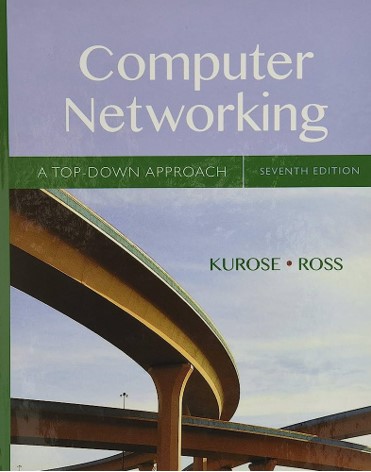 Computer
Networking
A TOP-DOWN APPROACH | SEVENTH EDITION
KUROSE • ROSS